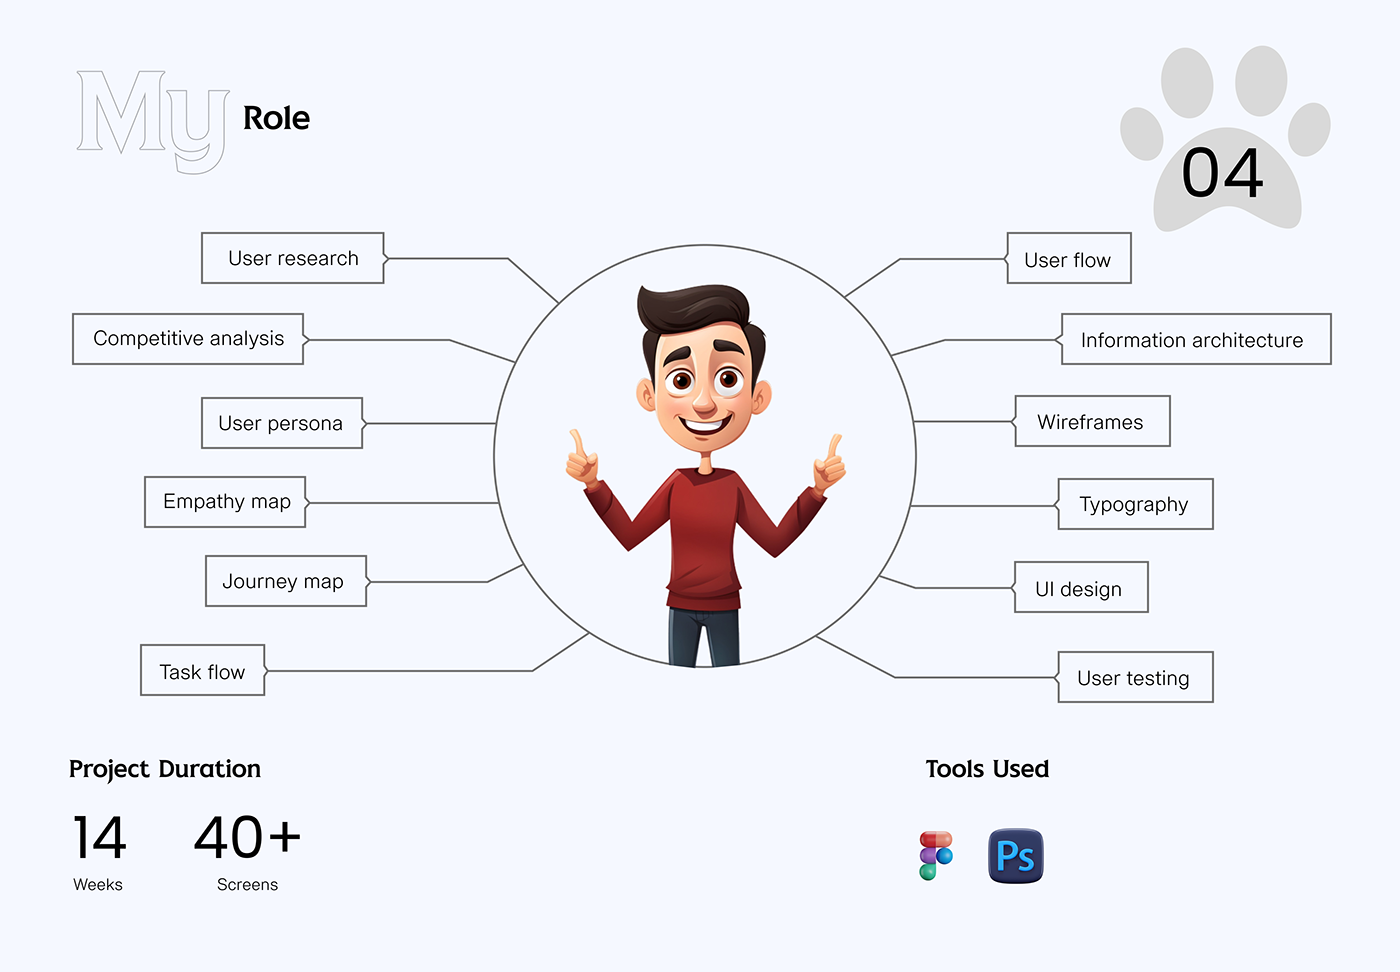 My Role
04
User research
Competitive analysis
User persona
Empathy map
Journey map
Task flow
User flow
Information architecture
Wireframes
Typography
UI design
User testing
Project Duration
14
Weeks
40+
Screens
Tools Used
Ps